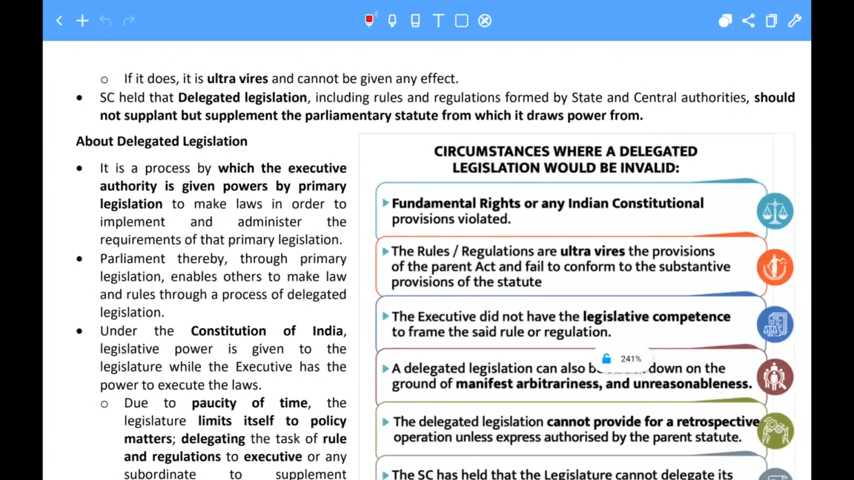 o If it does, it is ultra vires and cannot be given any effect.
• SC held that Delegated legislation, including rules and regulations formed by State and Central authorities, should
not supplant but supplement the parliamentary statute from which it draws power from.
About Delegated Legislation
• It is a process by which the executive
authority is given powers by primary
legislation to make laws in order to
implement and administer the
requirements of that primary legislation.
• Parliament thereby, through primary
legislation, enables others to make law
and rules through a process of delegated
legislation.
• Under the Constitution of India,
legislative power is given to the
legislature while the Executive has the
power to execute the laws.
o Due to paucity of time, the
legislature limits itself to policy
matters; delegating the task of rule
and regulations to executive or any
subordinate to supplement
CIRCUMSTANCES WHERE A DELEGATED
LEGISLATION WOULD BE INVALID:
Fundamental Rights or any Indian Constitutional
provisions violated.
The Rules / Regulations are ultra vires the provisions
of the parent Act and fail to conform to the substantive
provisions of the statute
The Executive did not have the legislative competence
to frame the said rule or regulation.
241%
A delegated legislation can also down on the
ground of manifest arbitrariness, and unreasonableness.
The delegated legislation cannot provide for a retrospective
operation unless express authorised by the parent statute.
The SC has held that the Legislature cannot delegate its